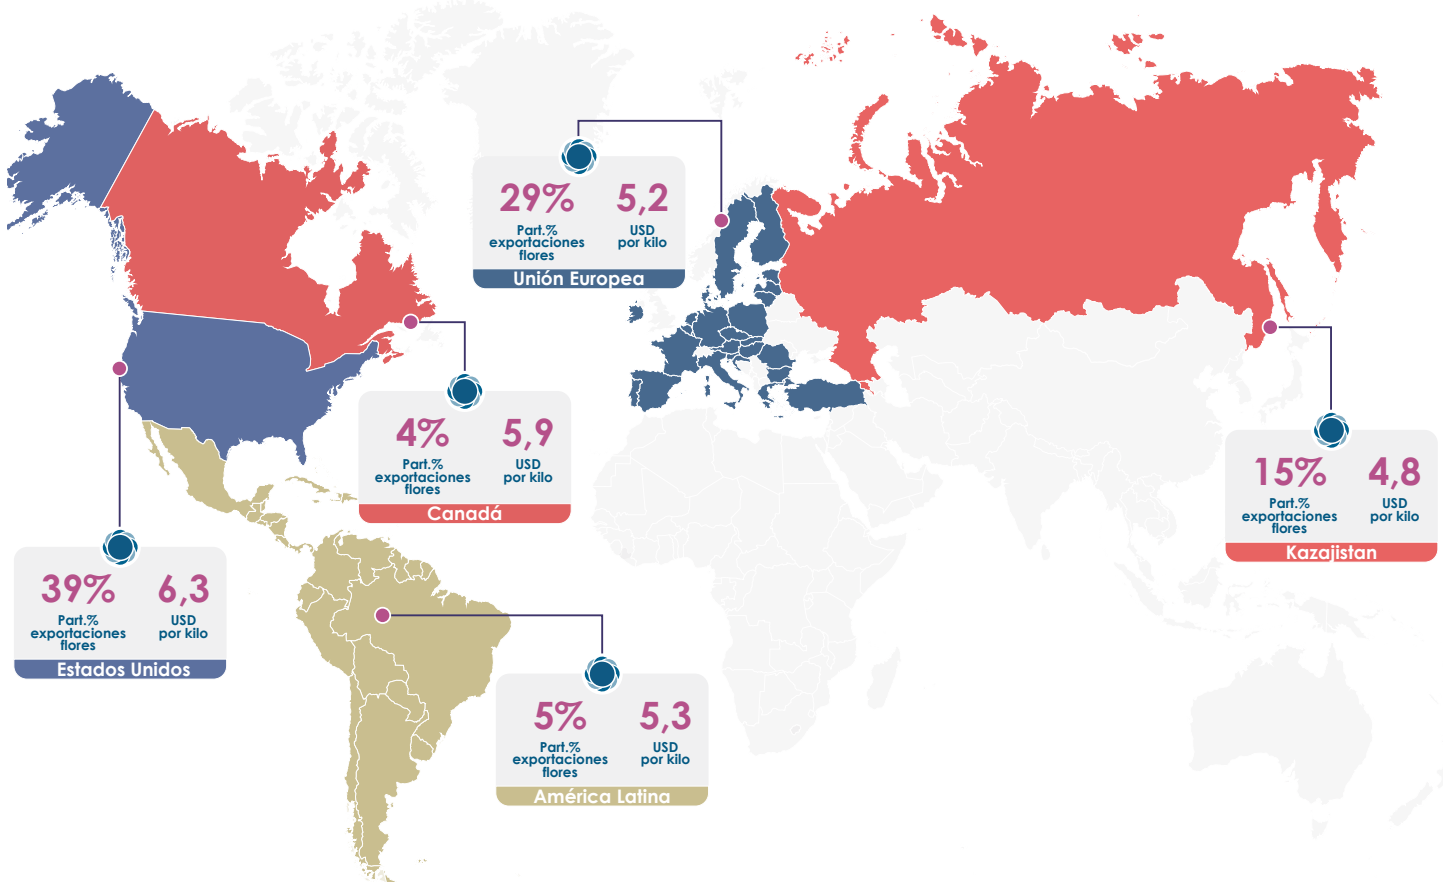 29%
5,2
Part.%
exportaciones
flores
USD
por kilo
Unión Europea
4%
5,9
Part.%
exportaciones
flores
USD
por kilo
Canadá
15%
4,8
Part.%
exportaciones
flores
USD
por kilo
Kazajistan
39%
6,3
Part.%
exportaciones
flores
USD
por kilo
Estados Unidos
5%
5,3
Part.%
exportaciones
flores
USD
por kilo
América Latina